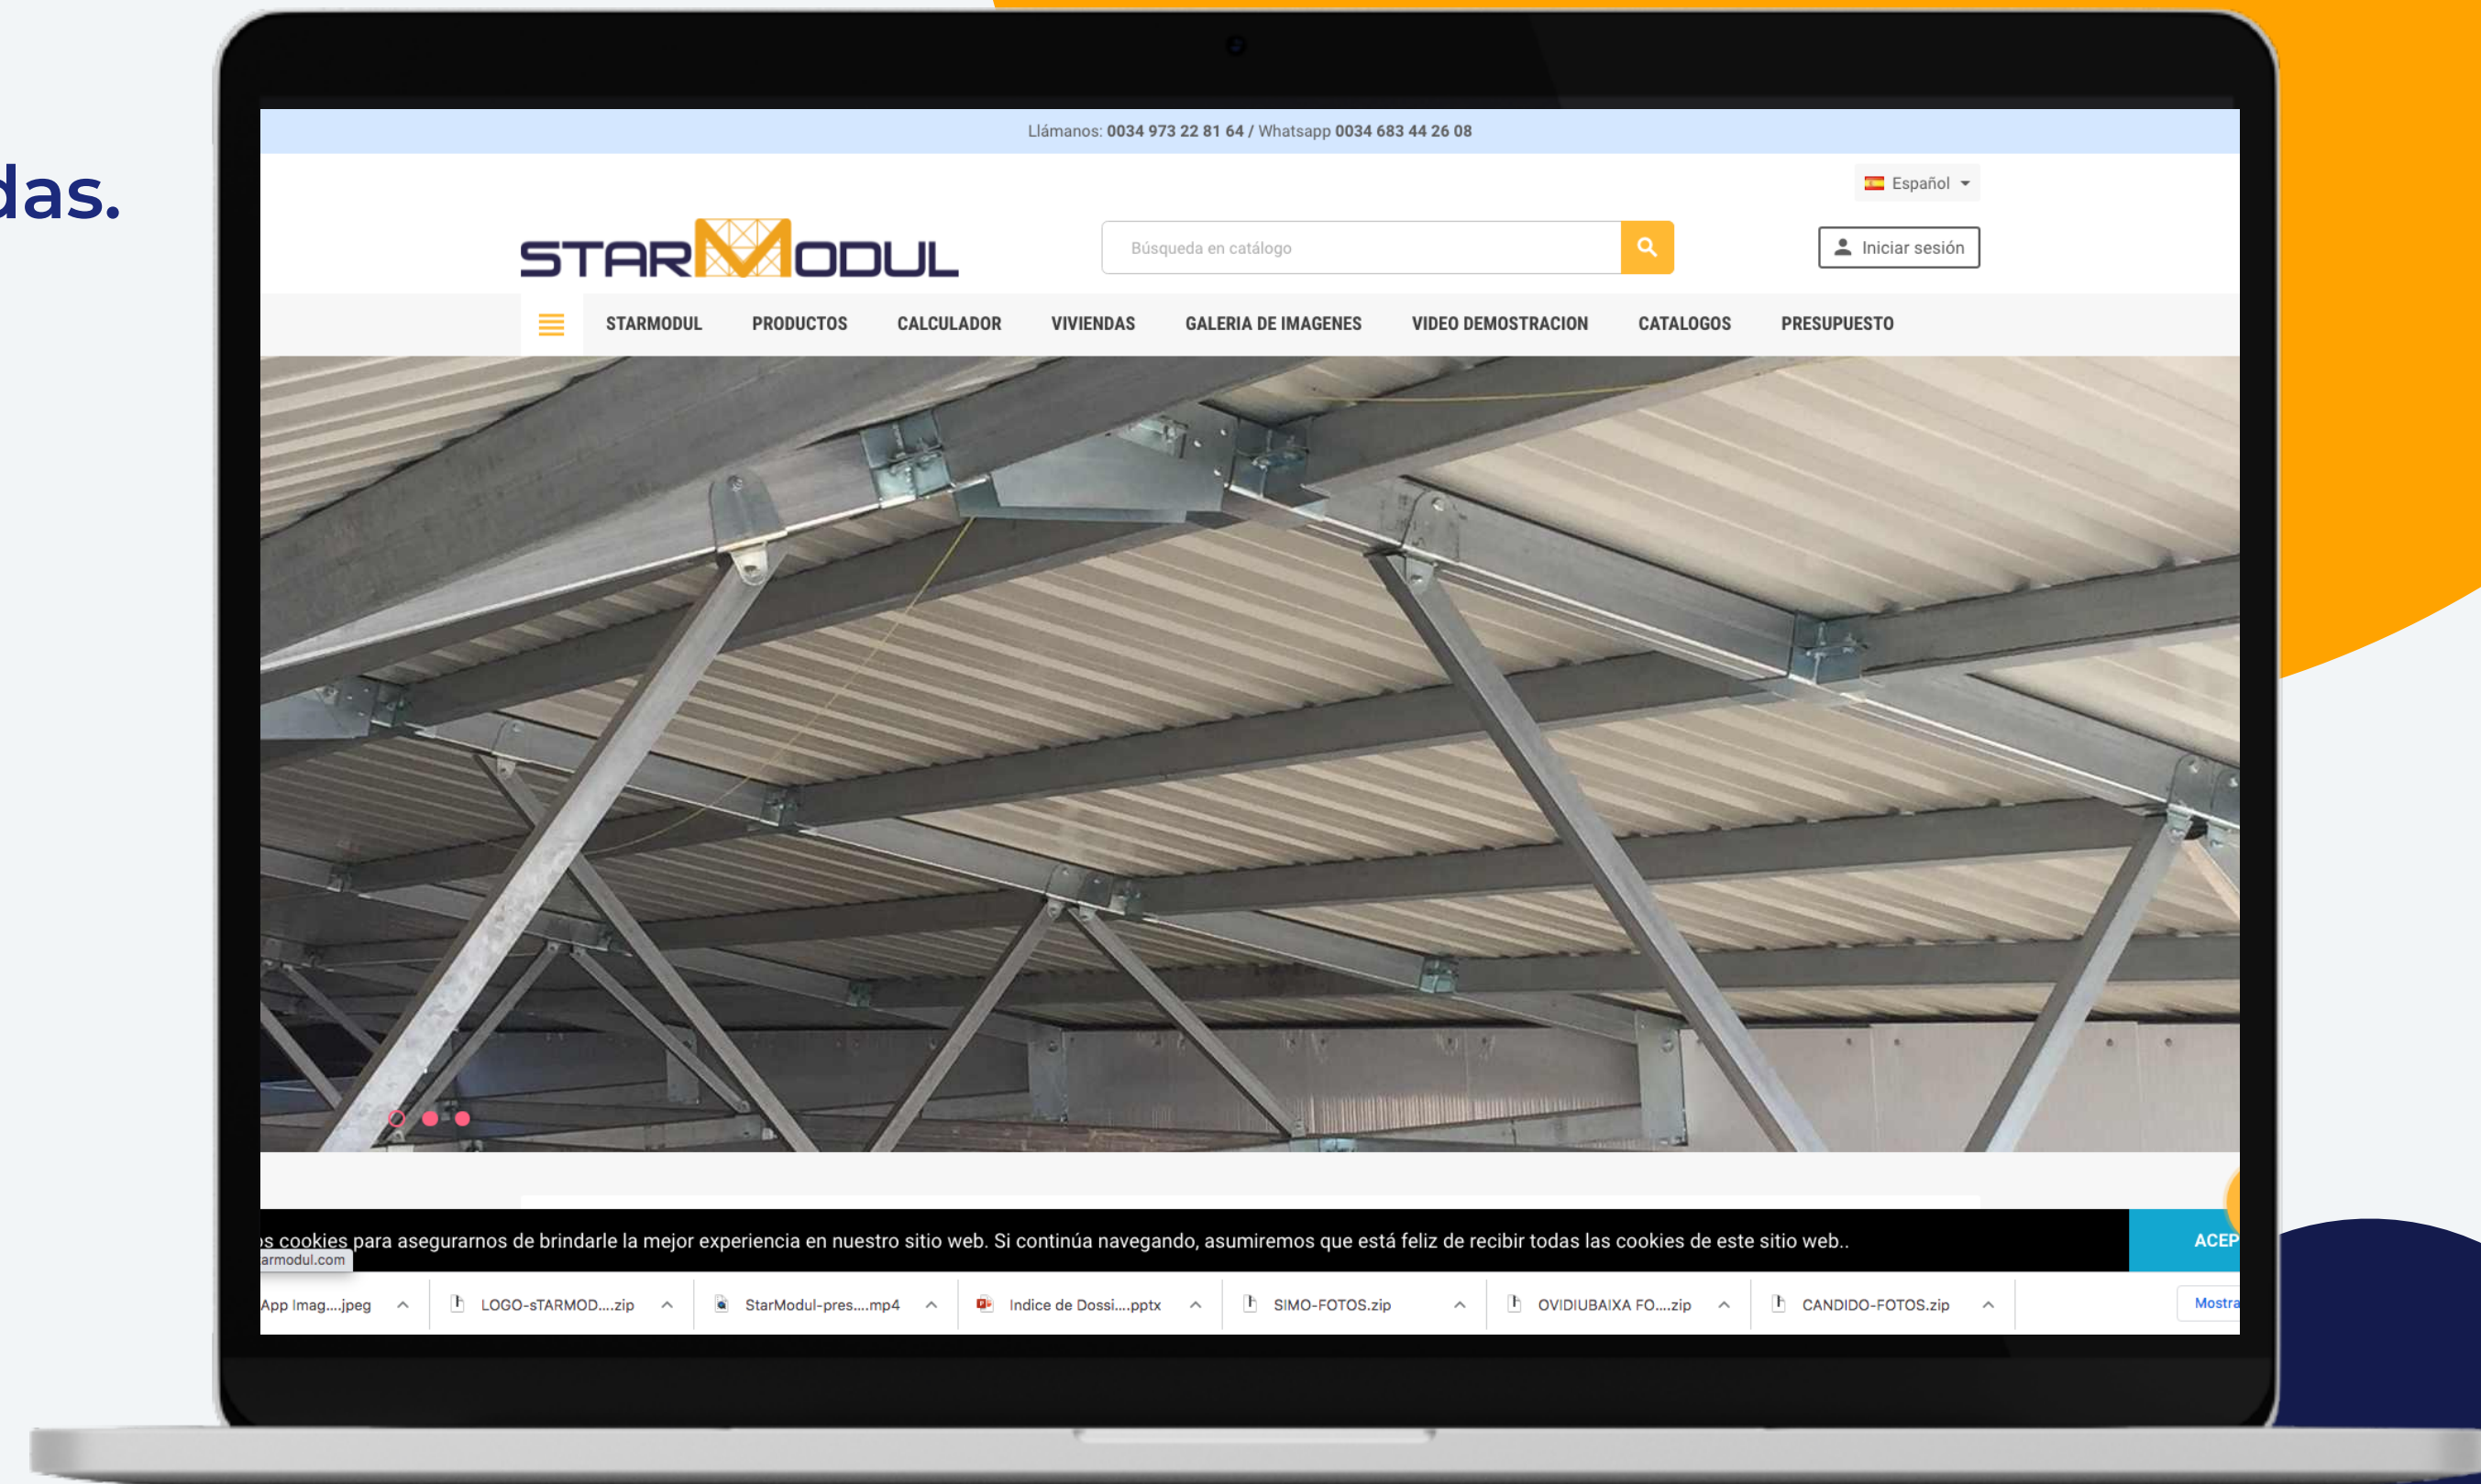 das.
Llámanos: 0034 973 22 81 64 / Whatsapp 0034 683 44 26 08
Español
STARMODUL
Búsqueda en catálogo
Iniciar sesión
STARMODUL PRODUCTOS CALCULADOR VIVIENDAS GALERIA DE IMAGENES VIDEO DEMOSTRACION CATALOGOS PRESUPUESTO
os cookies para asegurarnos de brindarle la mejor experiencia en nuestro sitio web. Si continúa navegando, asumiremos que está feliz de recibir todas las cookies de este sitio web..
ACEP
armodul.com
App Imag....jpeg LOGO-sTARMOD....zip StarModul-pres....mp4 Indice de Dossi....pptx SIMO-FOTOS.zip OVIDIUBAIXA FO....zip CANDIDO-FOTOS.zip Mostra